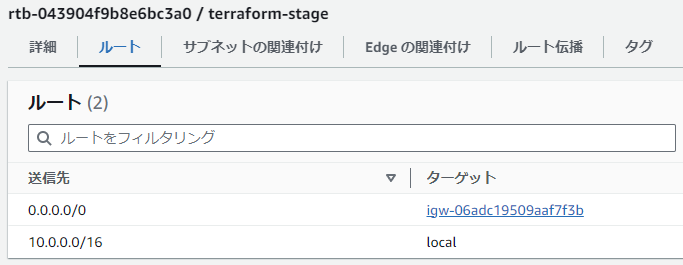 rtb-043904f9b8e6bc3a0 / terraform-stage
詳細 ルート サブネットの関連付け Edge の関連付け ルート伝播 タグ
ルート (2)
ルートをフィルタリング
送信先 ターゲット
0.0.0.0/0 igw-06adc19509aaf7f3b
10.0.0.0/16 local